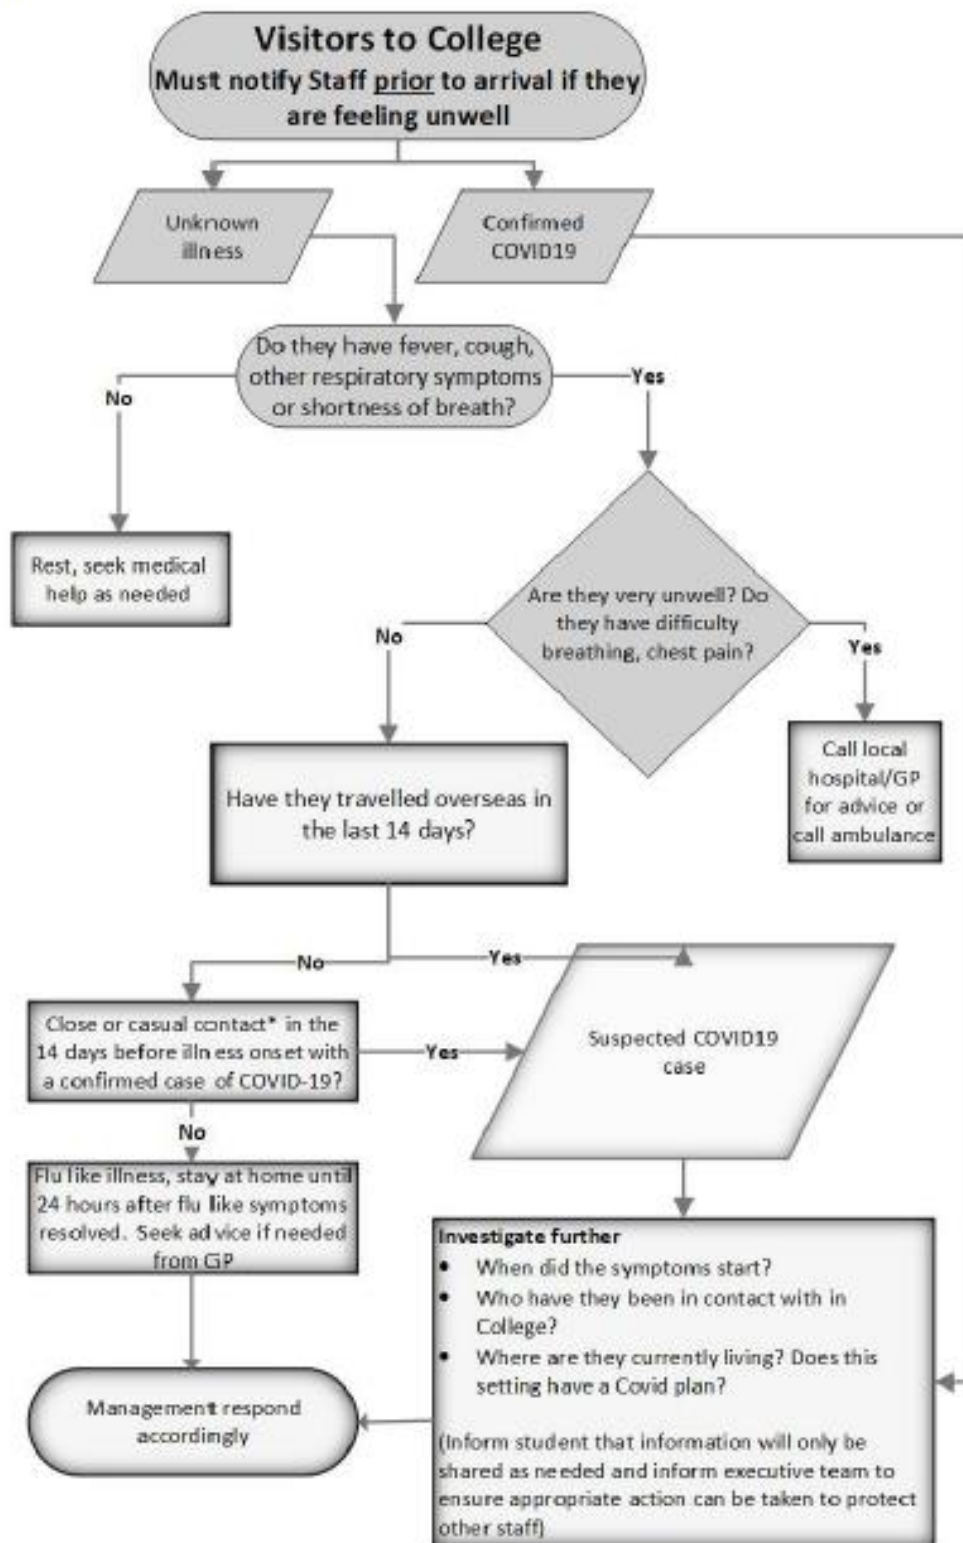 Visitors to College
Must notify Staff prior to arrival if they
are feeling unwell
Unknown
illness
Confirmed
COVID19
Do they have fever, cough,
other respiratory symptoms
or shortness of breath?
No
Yes
Rest, seek medical
help as needed
Are they very unwell? Do
they have difficulty
breathing, chest pain?
No
Yes
Call local
hospital/GP
for advice or
call ambulance
Have they travelled overseas in
the last 14 days?
No
Yes
Close or casual contact* in the
14 days before illness onset with
a confirmed case of COVID-19?
Yes
Suspected COVID19
case
No
Flu like illness, stay at home until
24 hours after flu like symptoms
resolved. Seek advice if needed
from GP
Investigate further
• When did the symptoms start?
• Who have they been in contact with in
College?
• Where are they currently living? Does this
setting have a Covid plan?
(Inform student that information will only be
shared as needed and inform executive team to
ensure appropriate action can be taken to protect
other staff)
Management respond
accordingly